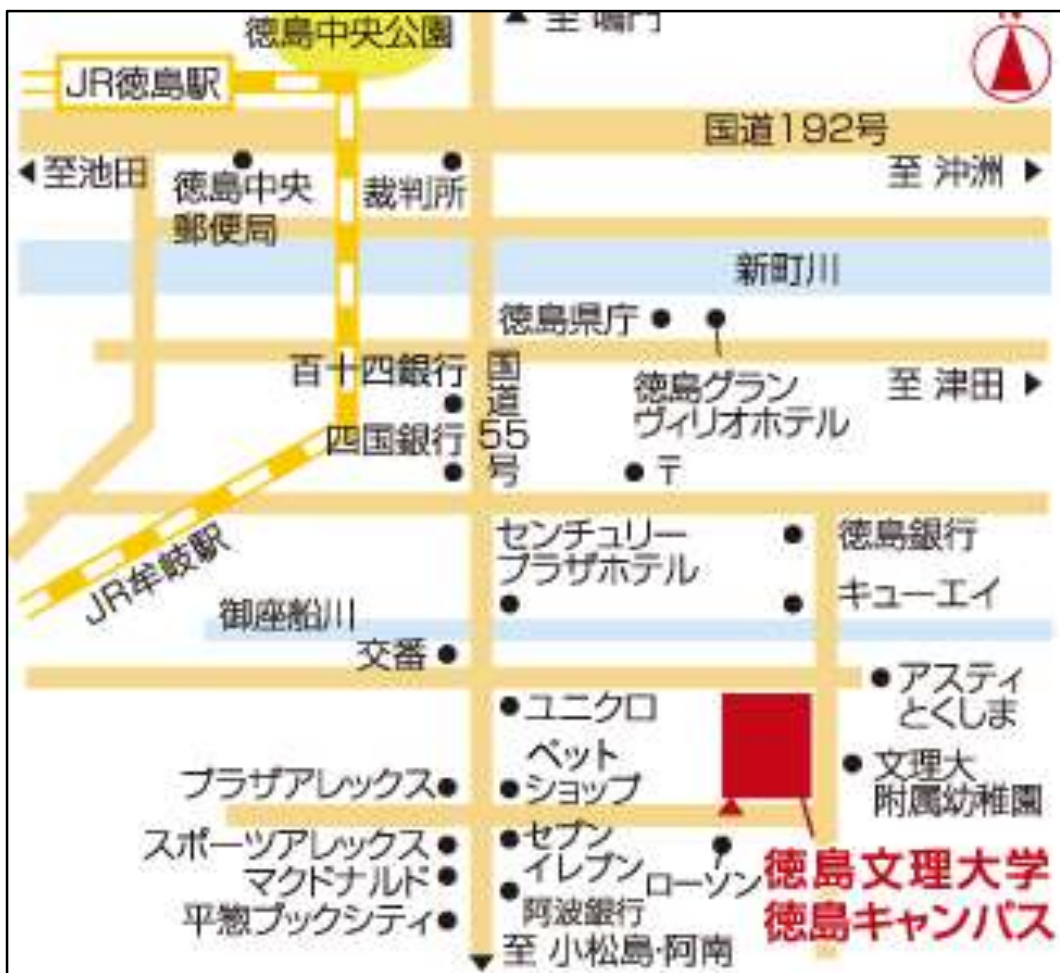 徳島中央公園
▲ 至 鳴門
N
JR徳島駅
国道192号
◀至池田
徳島中央
郵便局
裁判所
至 沖洲 ▶
新町川
徳島県庁
百十四銀行
国道55号
徳島グラン
ヴィリオホテル
至 津田 ▶
四国銀行
〒
JR牟岐駅
センチュリー
プラザホテル
徳島銀行
キューエイ
御座船川
交番
アスティ
とくしま
ユニクロ
ペット
ショップ
文理大
附属幼稚園
プラザアレックス
スポーツアレックス
マクドナルド
平惣ブックシティ
セブン
イレブン
ローソン
阿波銀行
徳島文理大学
徳島キャンパス
▼ 至 小松島・阿南